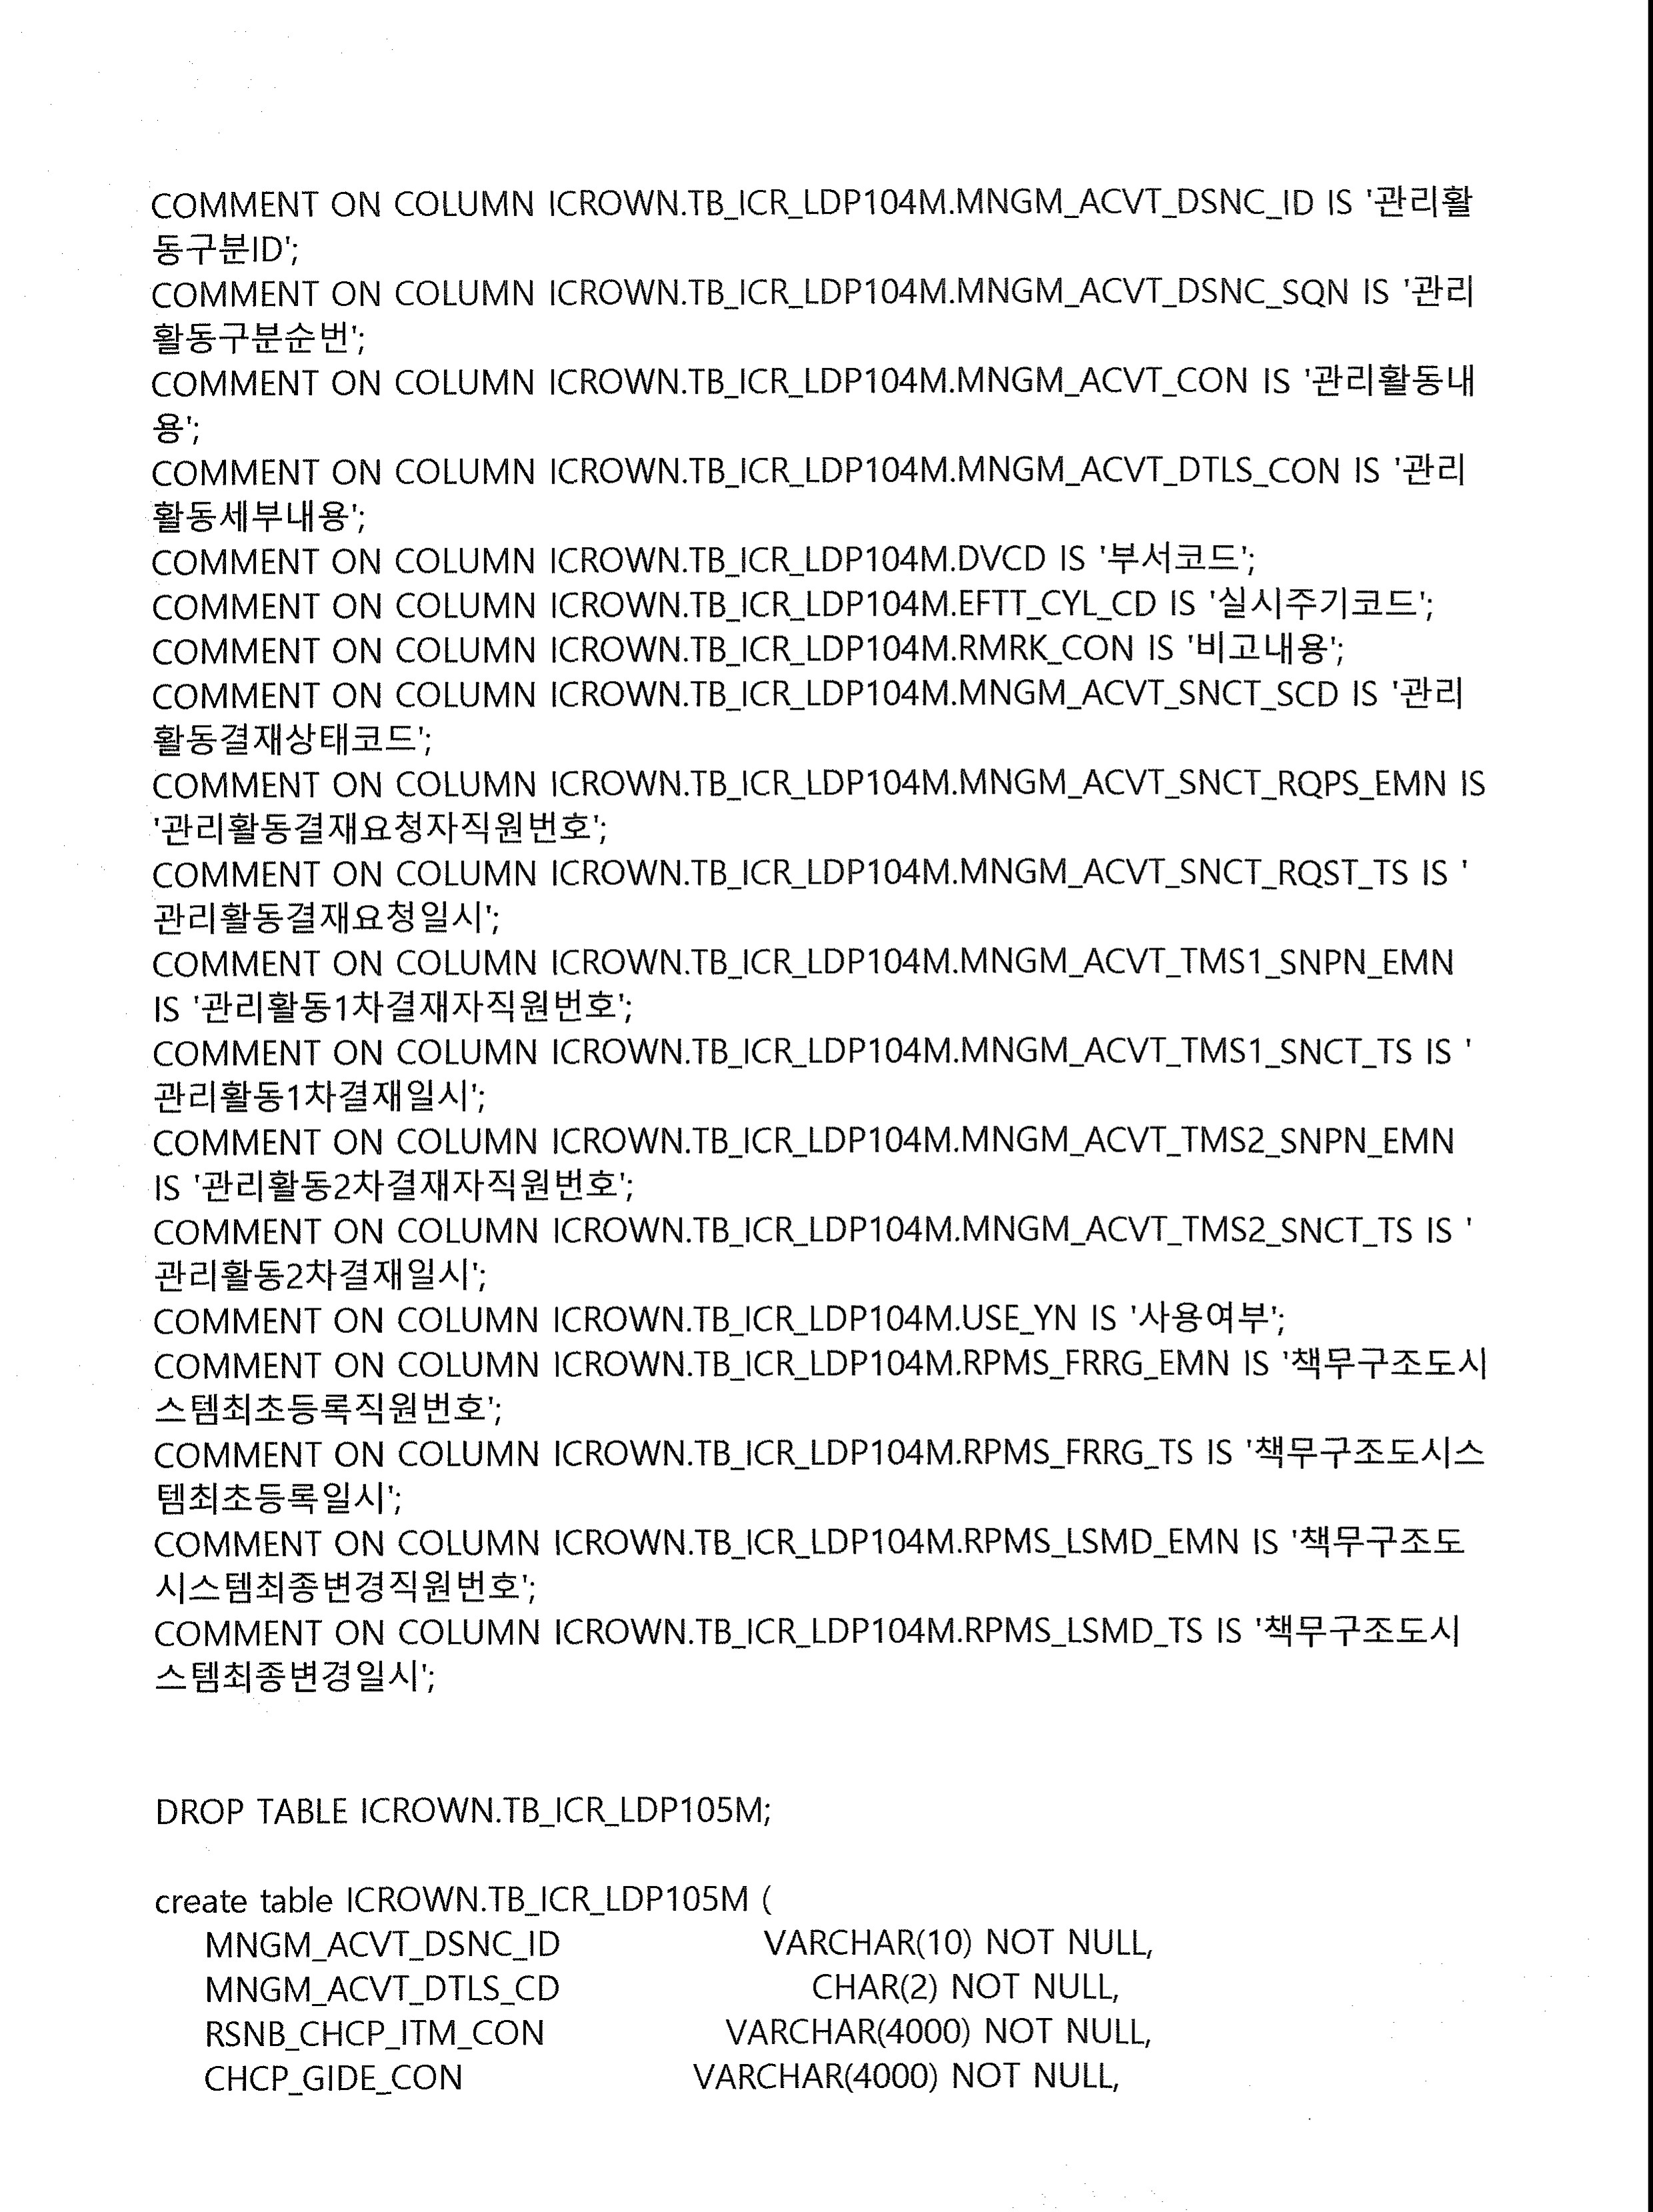 COMMENT ON COLUMN ICROWN.TB_ICR_LDP104M.MNGM_ACVT_DSNC_ID IS '관리활
동구분ID';
COMMENT ON COLUMN ICROWN.TB_ICR_LDP104M.MNGM_ACVT_DSNC_SQN IS '관리
활동구분순번';
COMMENT ON COLUMN ICROWN.TB_ICR_LDP104M.MNGM_ACVT_CON IS '관리활동내
용';
COMMENT ON COLUMN ICROWN.TB_ICR_LDP104M.MNGM_ACVT_DTLS_CON IS '관리
활동세부내용';
COMMENT ON COLUMN ICROWN.TB_ICR_LDP104M.DVCD IS '부서코드';
COMMENT ON COLUMN ICROWN.TB_ICR_LDP104M.EFTT_CYL_CD IS '실시주기코드';
COMMENT ON COLUMN ICROWN.TB_ICR_LDP104M.RMRK_CON IS '비고내용';
COMMENT ON COLUMN ICROWN.TB_ICR_LDP104M.MNGM_ACVT_SNCT_SCD IS '관리
활동결재상태코드';
COMMENT ON COLUMN ICROWN.TB_ICR_LDP104M.MNGM_ACVT_SNCT_RQPS_EMN IS
'관리활동결재요청자직원번호';
COMMENT ON COLUMN ICROWN.TB_ICR_LDP104M.MNGM_ACVT_SNCT_RQST_TS IS '
관리활동결재요청일시';
COMMENT ON COLUMN ICROWN.TB_ICR_LDP104M.MNGM_ACVT_TMS1_SNPN_EMN
IS '관리활동1차결재자직원번호';
COMMENT ON COLUMN ICROWN.TB_ICR_LDP104M.MNGM_ACVT_TMS1_SNCT_TS IS '
관리활동1차결재일시';
COMMENT ON COLUMN ICROWN.TB_ICR_LDP104M.MNGM_ACVT_TMS2_SNPN_EMN
IS '관리활동2차결재자직원번호';
COMMENT ON COLUMN ICROWN.TB_ICR_LDP104M.MNGM_ACVT_TMS2_SNCT_TS IS '
관리활동2차결재일시';
COMMENT ON COLUMN ICROWN.TB_ICR_LDP104M.USE_YN IS '사용여부';
COMMENT ON COLUMN ICROWN.TB_ICR_LDP104M.RPMS_FRRG_EMN IS '책무구조도시
스템최초등록직원번호';
COMMENT ON COLUMN ICROWN.TB_ICR_LDP104M.RPMS_FRRG_TS IS '책무구조도시스
템최초등록일시';
COMMENT ON COLUMN ICROWN.TB_ICR_LDP104M.RPMS_LSMD_EMN IS '책무구조도
시스템최종변경직원번호';
COMMENT ON COLUMN ICROWN.TB_ICR_LDP104M.RPMS_LSMD_TS IS '책무구조도시
스템최종변경일시';
DROP TABLE ICROWN.TB_ICR_LDP105M;
create table ICROWN.TB_ICR_LDP105M (
MNGM_ACVT_DSNC_ID VARCHAR(10) NOT NULL,
MNGM_ACVT_DTLS_CD CHAR(2) NOT NULL,
RSNB_CHCP_ITM_CON VARCHAR(4000) NOT NULL,
CHCP_GIDE_CON VARCHAR(4000) NOT NULL,